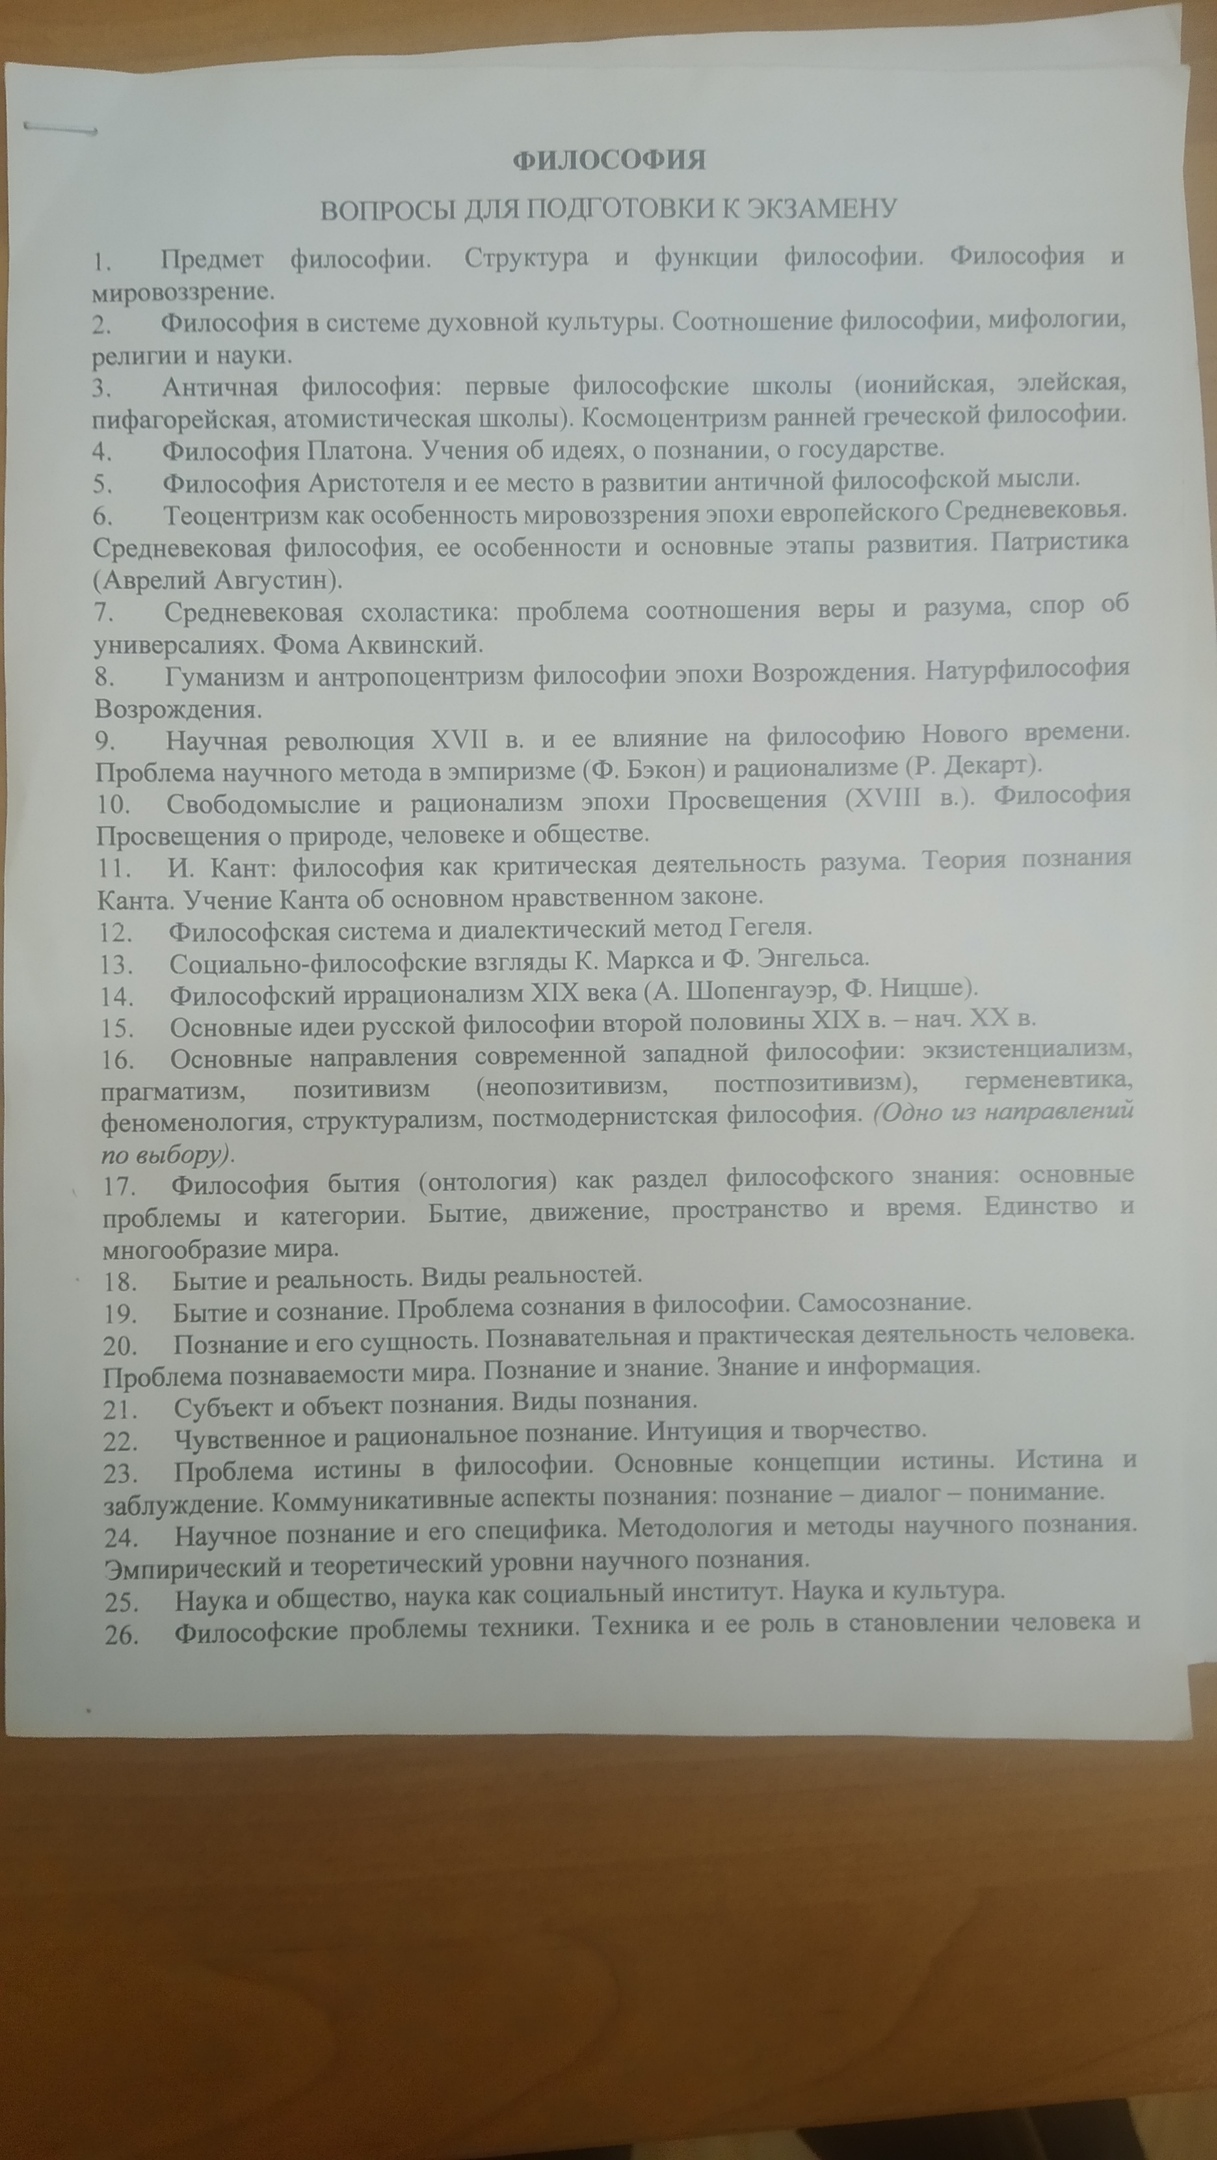 ФИЛОСОФИЯ
ВОПРОСЫ ДЛЯ ПОДГОТОВКИ К ЭКЗАМЕНУ
1. Предмет философии. Структура и функции философии. Философия и
мировоззрение.
2. Философия в системе духовной культуры. Соотношение философии, мифологии,
религии и науки.
3. Античная философия: первые философские школы (ионийская, элейская,
пифагорейская, атомистическая школы). Космоцентризм ранней греческой философии.
4. Философия Платона. Учения об идеях, о познании, о государстве.
5. Философия Аристотеля и ее место в развитии античной философской мысли.
6. Теоцентризм как особенность мировоззрения эпохи европейского Средневековья.
Средневековая философия, ее особенности и основные этапы развития. Патристика
(Аврелий Августин).
7. Средневековая схоластика: проблема соотношения веры и разума, спор об
универсалиях. Фома Аквинский.
8. Гуманизм и антропоцентризм философии эпохи Возрождения. Натурфилософия
Возрождения.
9. Научная революция XVII в. и ее влияние на философию Нового времени.
Проблема научного метода в эмпиризме (Ф. Бэкон) и рационализме (Р. Декарт).
10. Свободомыслие и рационализм эпохи Просвещения (XVIII в.). Философия
Просвещения о природе, человеке и обществе.
11. И. Кант: философия как критическая деятельность разума. Теория познания
Канта. Учение Канта об основном нравственном законе.
12. Философская система и диалектический метод Гегеля.
13. Социально-философские взгляды К. Маркса и Ф. Энгельса.
14. Философский иррационализм XIX века (А. Шопенгауэр, Ф. Ницше).
15. Основные идеи русской философии второй половины XIX в. – нач. XX в.
16. Основные направления современной западной философии: экзистенциализм,
прагматизм, позитивизм (неопозитивизм, постпозитивизм), герменевтика,
феноменология, структурализм, постмодернистская философия. (Одно из направлений
по выбору).
17. Философия бытия (онтология) как раздел философского знания: основные
проблемы и категории. Бытие, движение, пространство и время. Единство и
многообразие мира.
18. Бытие и реальность. Виды реальностей.
19. Бытие и сознание. Проблема сознания в философии. Самосознание.
20. Познание и его сущность. Познавательная и практическая деятельность человека.
Проблема познаваемости мира. Познание и знание. Знание и информация.
21. Субъект и объект познания. Виды познания.
22. Чувственное и рациональное познание. Интуиция и творчество.
23. Проблема истины в философии. Основные концепции истины. Истина и
заблуждение. Коммуникативные аспекты познания: познание – диалог – понимание.
24. Научное познание и его специфика. Методология и методы научного познания.
Эмпирический и теоретический уровни научного познания.
25. Наука и общество, наука как социальный институт. Наука и культура.
26. Философские проблемы техники. Техника и ее роль в становлении человека и